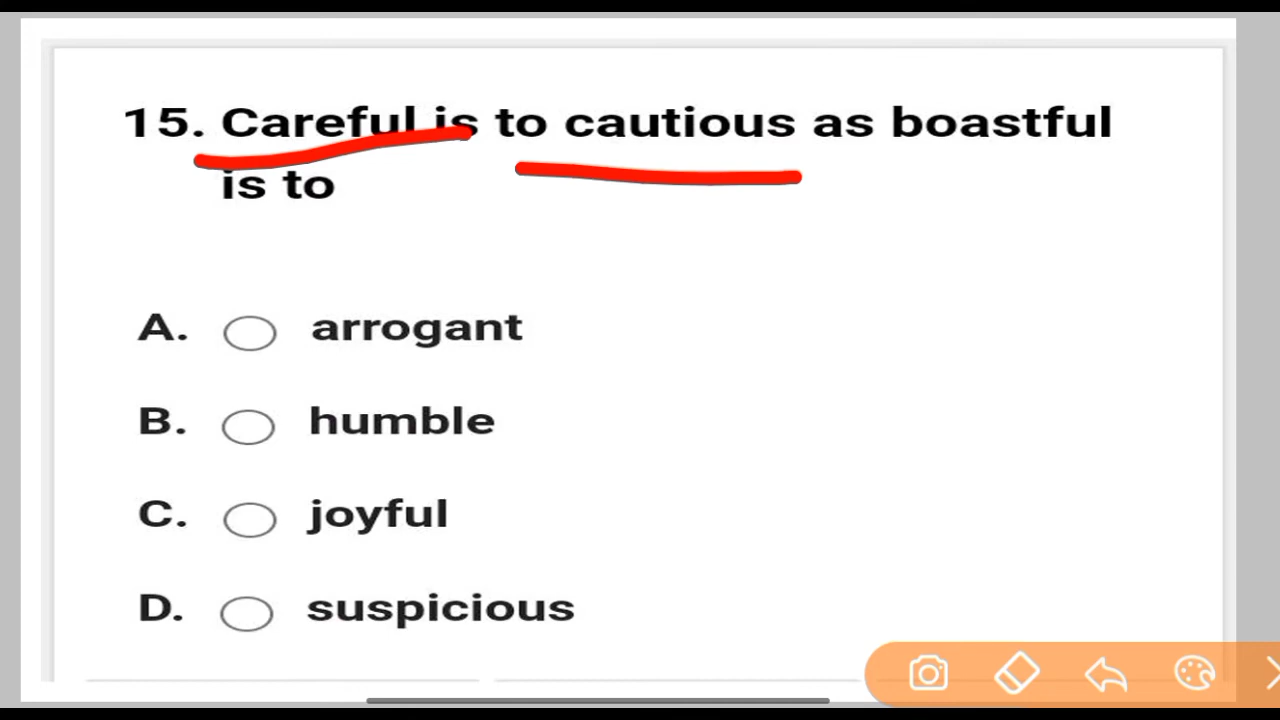 15. Careful is to cautious as boastful
is to
A. arrogant
B. humble
C. joyful
D. suspicious